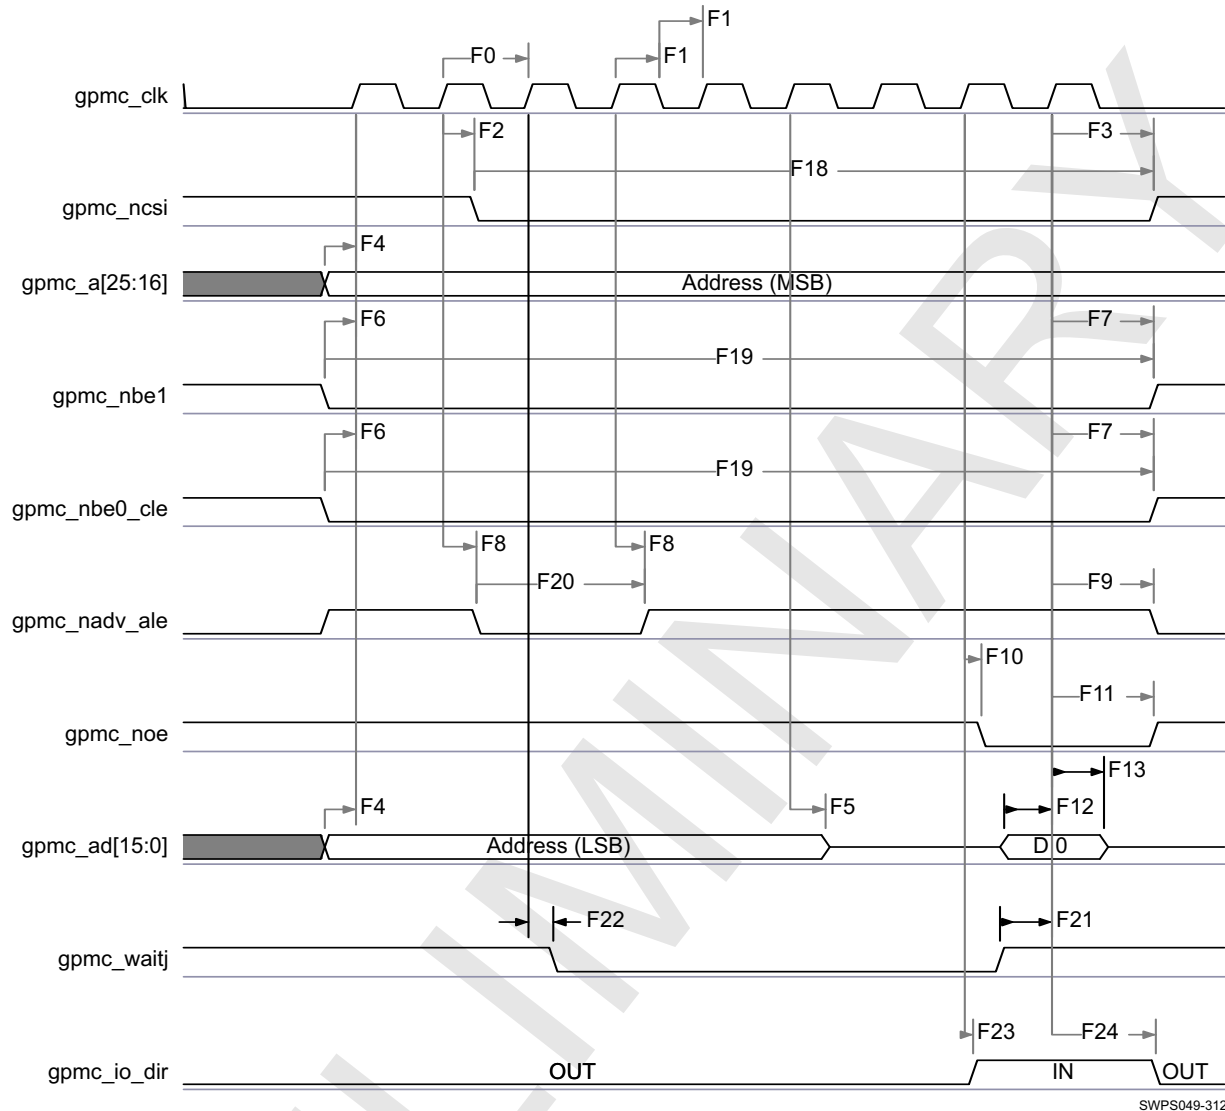 F1
F0
F1
gpmc_clk
F2
F3
F18
gpmc_ncsi
F4
gpmc_a[25:16]
Address (MSB)
F6
F7
F19
gpmc_nbe1
F6
F7
F19
gpmc_nbe0_cle
F8
F8
F20
F9
gpmc_nadv_ale
F10
F11
gpmc_noe
F13
F4
F5
F12
gpmc_ad[15:0]
Address (LSB)
D 0
F22
F21
gpmc_waitj
F23
F24
gpmc_io_dir
OUT
IN
OUT
SWPS049-312
LIMINARY